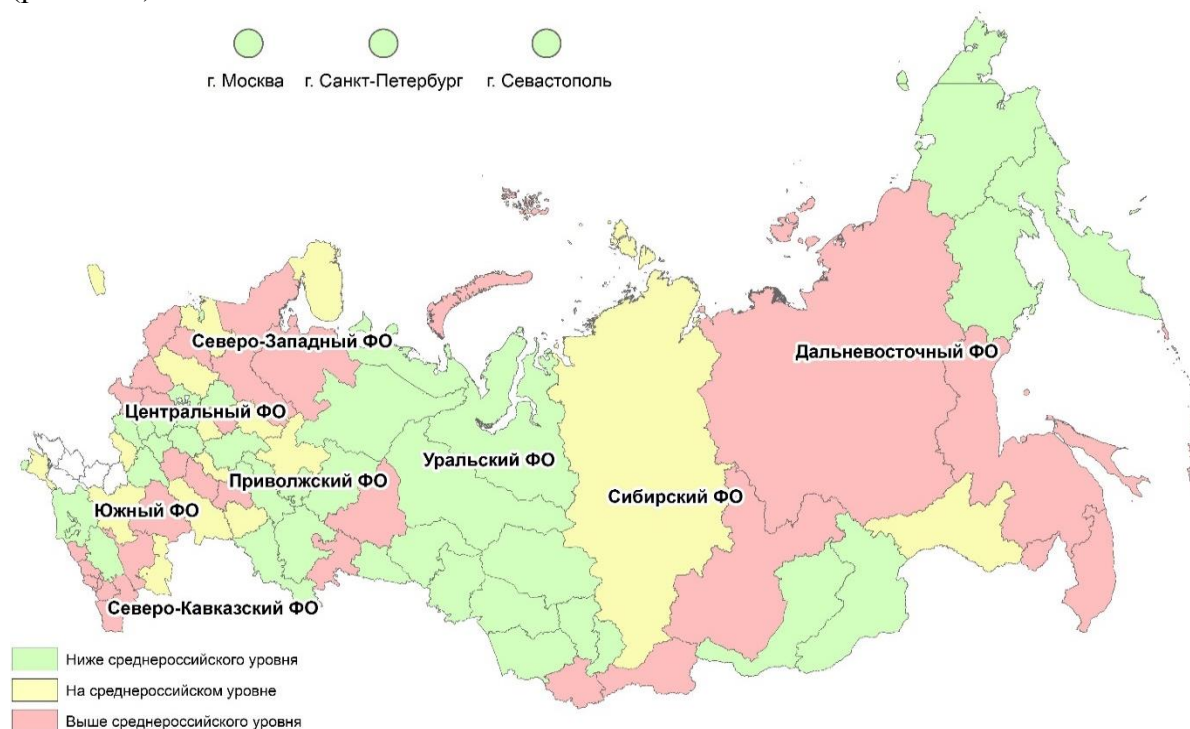 г. Москва г. Санкт-Петербург г. Севастополь
Северо-Западный ФО
Дальневосточный ФО
Центральный ФО
Уральский ФО
Приволжский ФО
Сибирский ФО
Южный ФО
Северо-Кавказский ФО
Ниже среднероссийского уровня
На среднероссийском уровне
Выше среднероссийского уровня